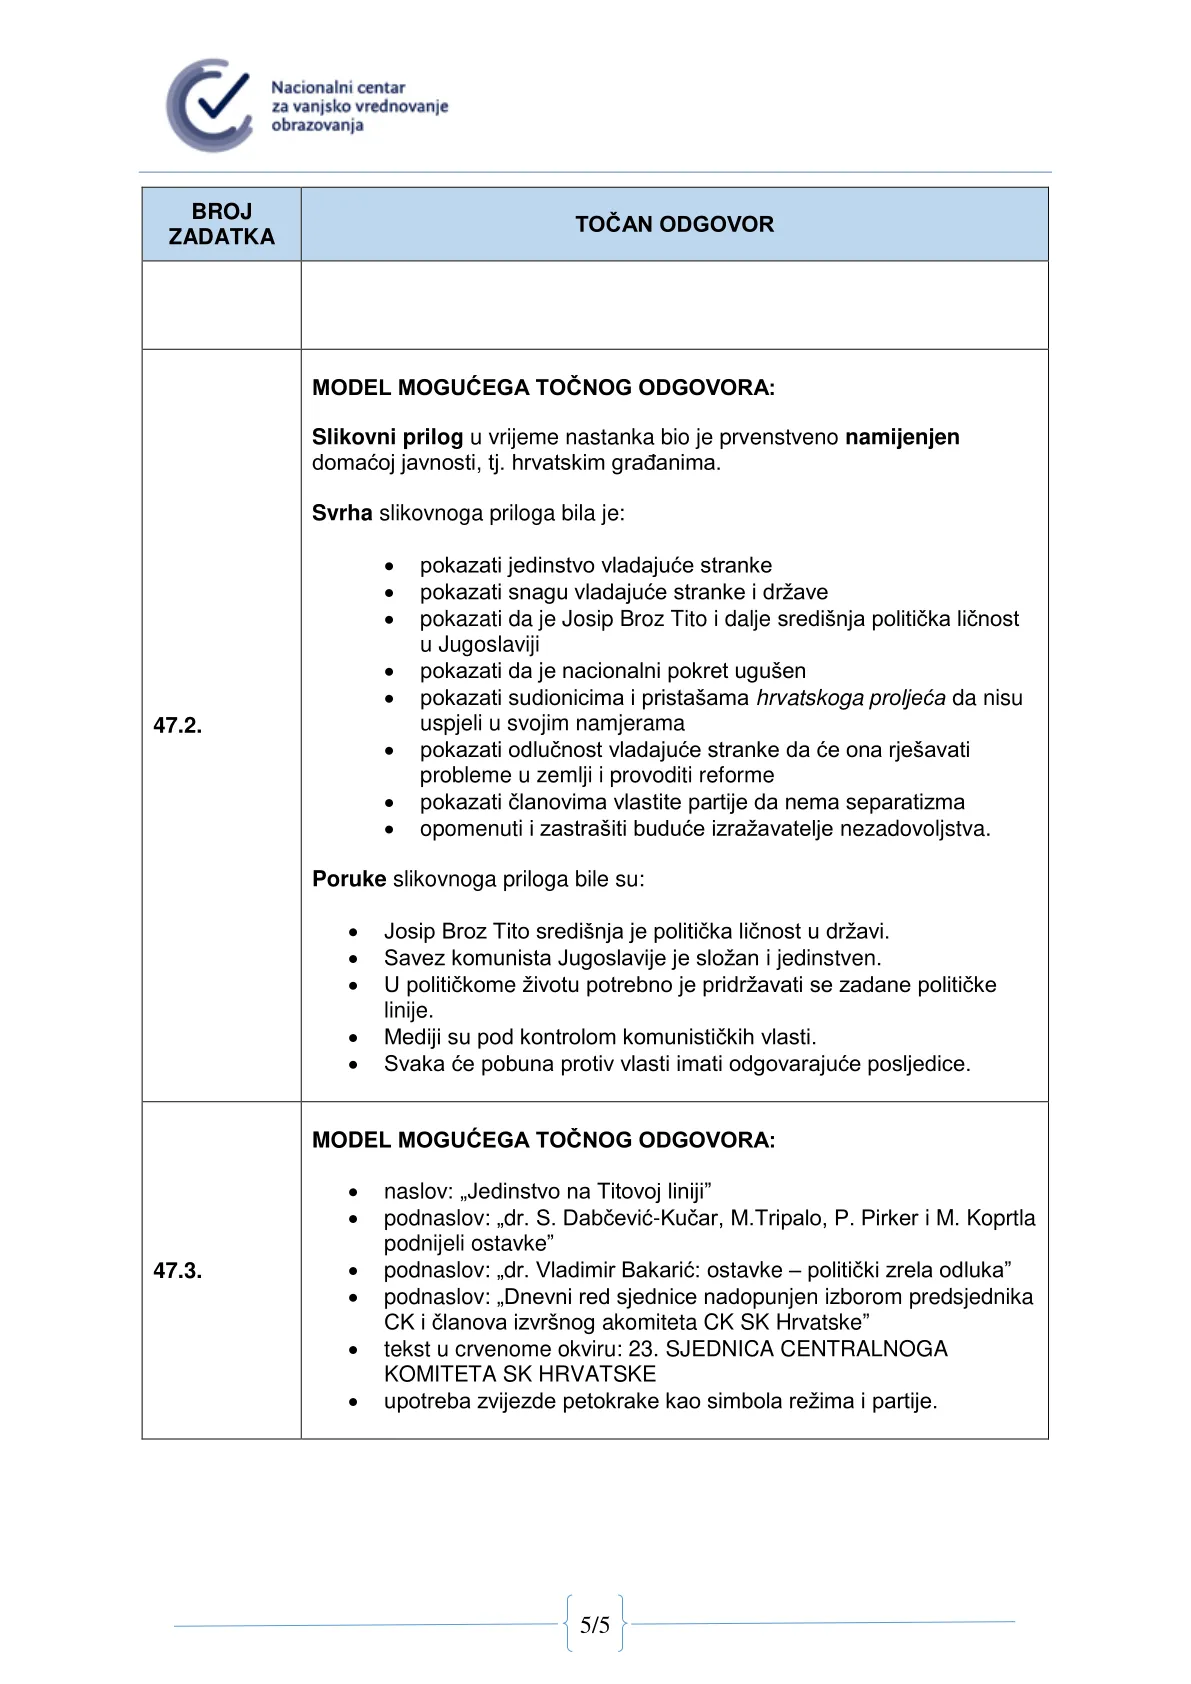 Nacionalni centar
za vanjsko vrednovanje
obrazovanja
BROJ
ZADATKA
TOČAN ODGOVOR
MODEL MOGUĆEGA TOČNOG ODGOVORA:
Slikovni prilog u vrijeme nastanka bio je prvenstveno namijenjen
domaćoj javnosti, tj. hrvatskim građanima.
Svrha slikovnoga priloga bila je:
• pokazati jedinstvo vladajuće stranke
• pokazati snagu vladajuće stranke i države
• pokazati da je Josip Broz Tito i dalje središnja politička ličnost
u Jugoslaviji
• pokazati da je nacionalni pokret ugušen
• pokazati sudionicima i pristašama hrvatskoga proljeća da nisu
uspjeli u svojim namjerama
• pokazati odlučnost vladajuće stranke da će ona rješavati
probleme u zemlji i provoditi reforme
• pokazati članovima vlastite partije da nema separatizma
• opomenuti i zastrašiti buduće izražavatelje nezadovoljstva.
47.2.
Poruke slikovnoga priloga bile su:
• Josip Broz Tito središnja je politička ličnost u državi.
• Savez komunista Jugoslavije je složan i jedinstven.
• U političkome životu potrebno je pridržavati se zadane političke
linije.
• Mediji su pod kontrolom komunističkih vlasti.
• Svaka će pobuna protiv vlasti imati odgovarajuće posljedice.
MODEL MOGUĆEGA TOČNOG ODGOVORA:
• naslov: „Jedinstvo na Titovoj liniji”
• podnaslov: „dr. S. Dabčević-Kučar, M.Tripalo, P. Pirker i M. Koprtla
podnijeli ostavke”
47.3.
• podnaslov: „dr. Vladimir Bakarić: ostavke – politički zrela odluka”
• podnaslov: „Dnevni red sjednice nadopunjen izborom predsjednika
CK i članova izvršnog akomiteta CK SK Hrvatske”
• tekst u crvenome okviru: 23. SJEDNICA CENTRALNOGA
KOMITETA SK HRVATSKE
• upotreba zvijezde petokrake kao simbola režima i partije.
5/5